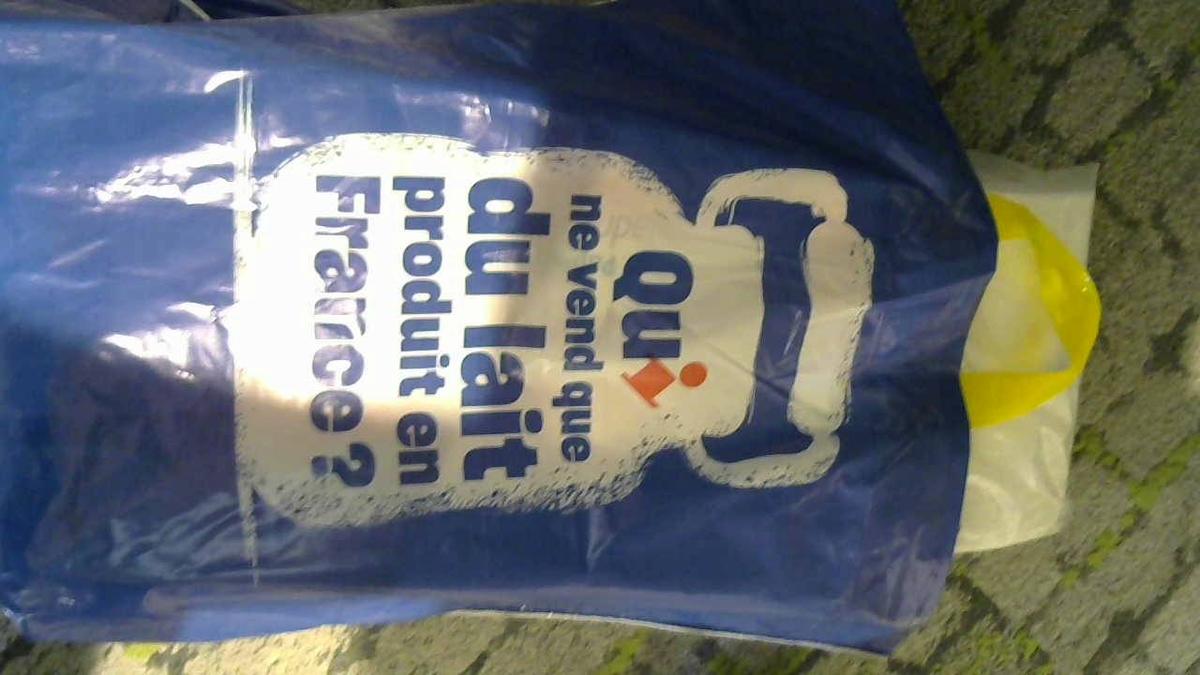 qui
ne vend que
du lait
produit en
France?